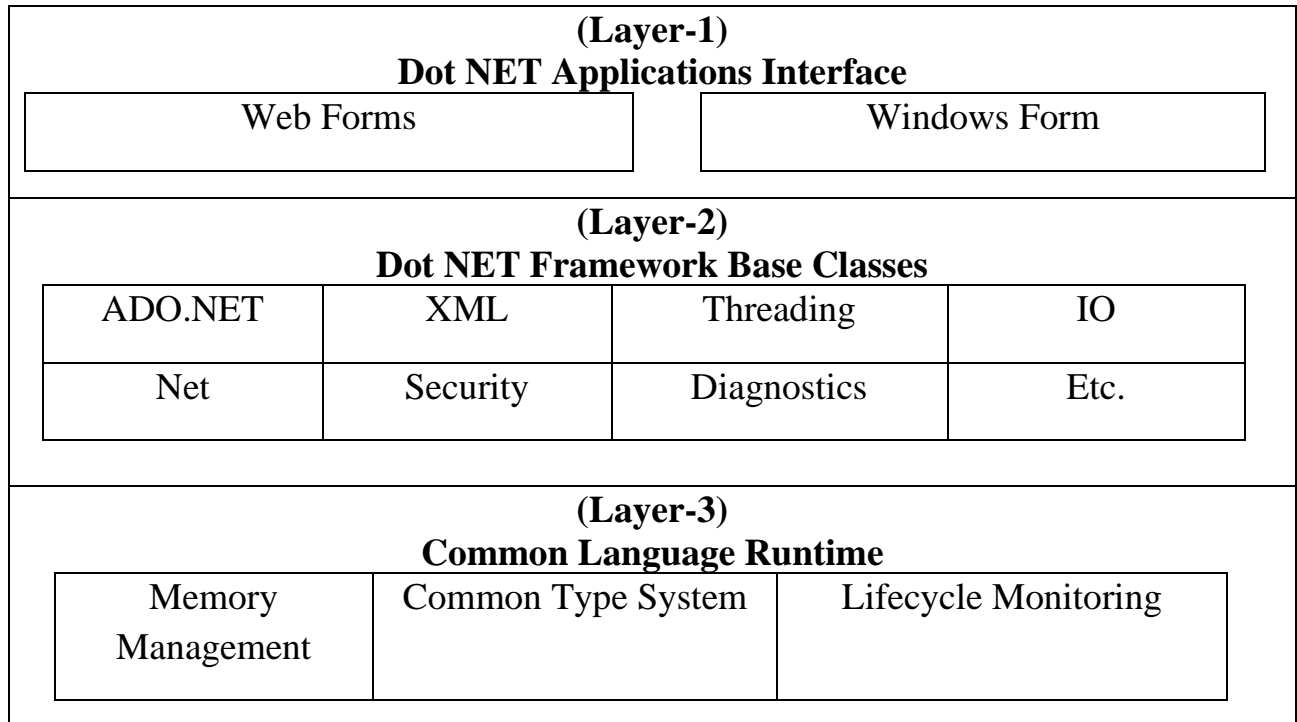 (Layer-1)
Dot NET Applications Interface
Web Forms
Windows Form
(Layer-2)
Dot NET Framework Base Classes
ADO.NET
XML
Threading
IO
Net
Security
Diagnostics
Etc.
(Layer-3)
Common Language Runtime
Memory
Management
Common Type System
Lifecycle Monitoring